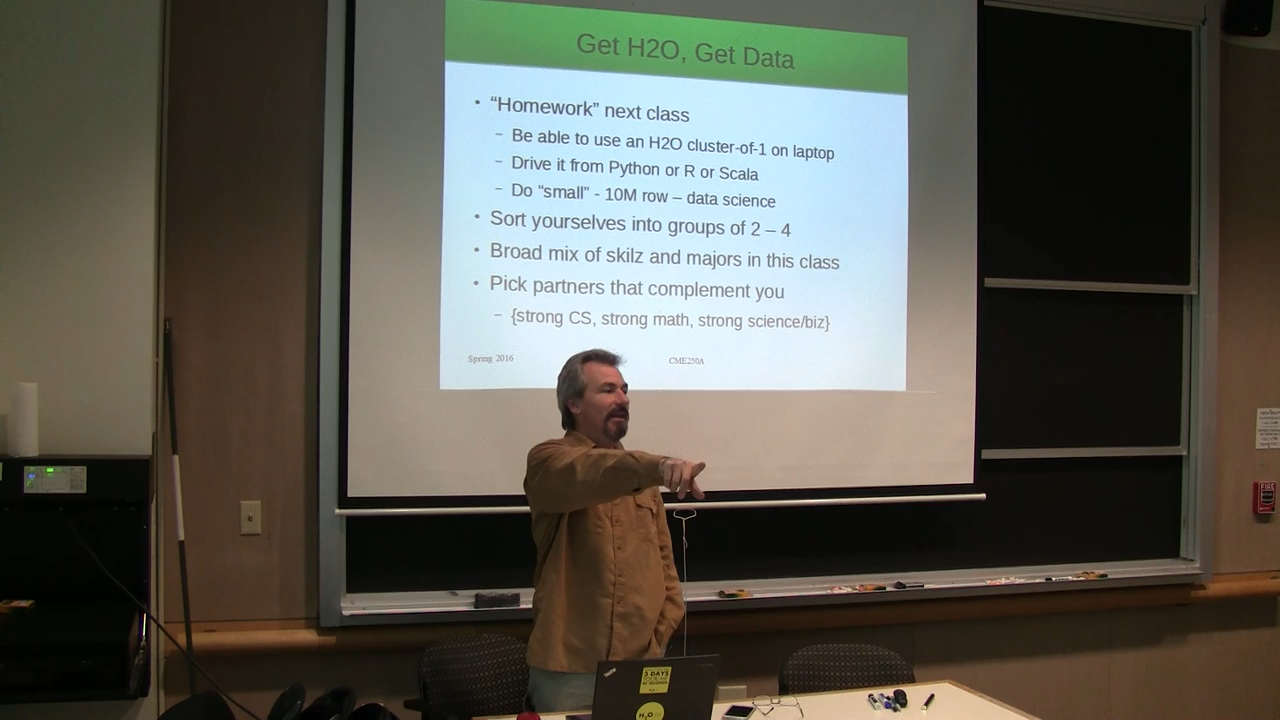 Get H2O, Get Data
• “Homework” next class
– Be able to use an H2O cluster-of-1 on laptop
– Drive it from Python or R or Scala
– Do “small” - 10M row – data science
• Sort yourselves into groups of 2 – 4
• Broad mix of skilz and majors in this class
• Pick partners that complement you
– {strong CS, strong math, strong science/biz}
Spring 2016
CME250A
FIRE
3 DAYS
H2O